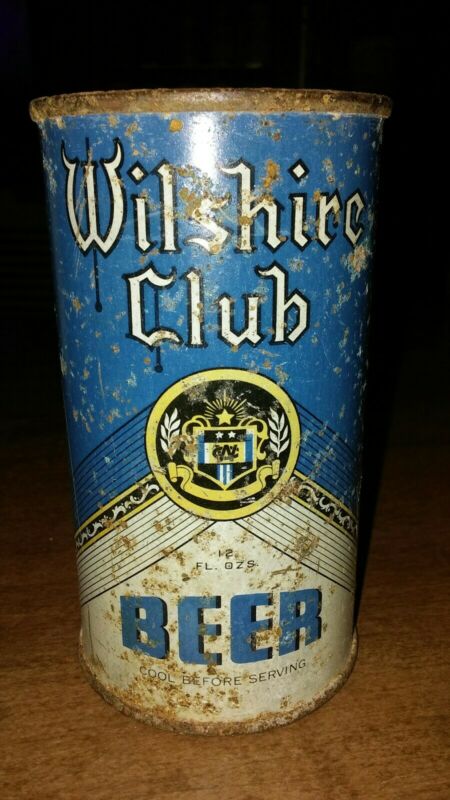 Wilshire
Club
12
FL. OZS.
BEER
COOL BEFORE SERVING